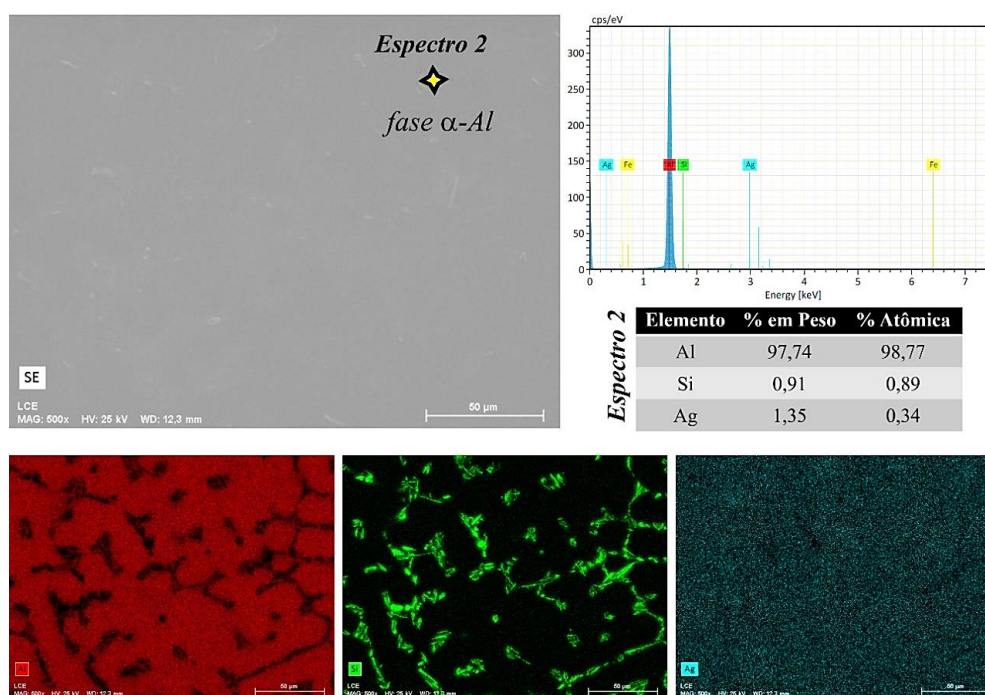 Espectro 2
fase α-Al
SE
LCE
MAG: 500x HV: 25 kV WD: 12,3 mm
50 µm
cps/eV
300
250
200
150
100
50
0
Ag Fe Al Si Ag Fe
0 1 2 3 4 5 6 7
Energy [keV]
Espectro 2
Elemento % em Peso % Atômica
Al 97,74 98,77
Si 0,91 0,89
Ag 1,35 0,34
Al
LCE
MAG: 500x HV: 25 kV WD: 12,3 mm
50 µm
Si
LCE
MAG: 500x HV: 25 kV WD: 12,3 mm
50 µm
Ag
LCE
MAG: 500x HV: 25 kV WD: 12,3 mm
50 µm